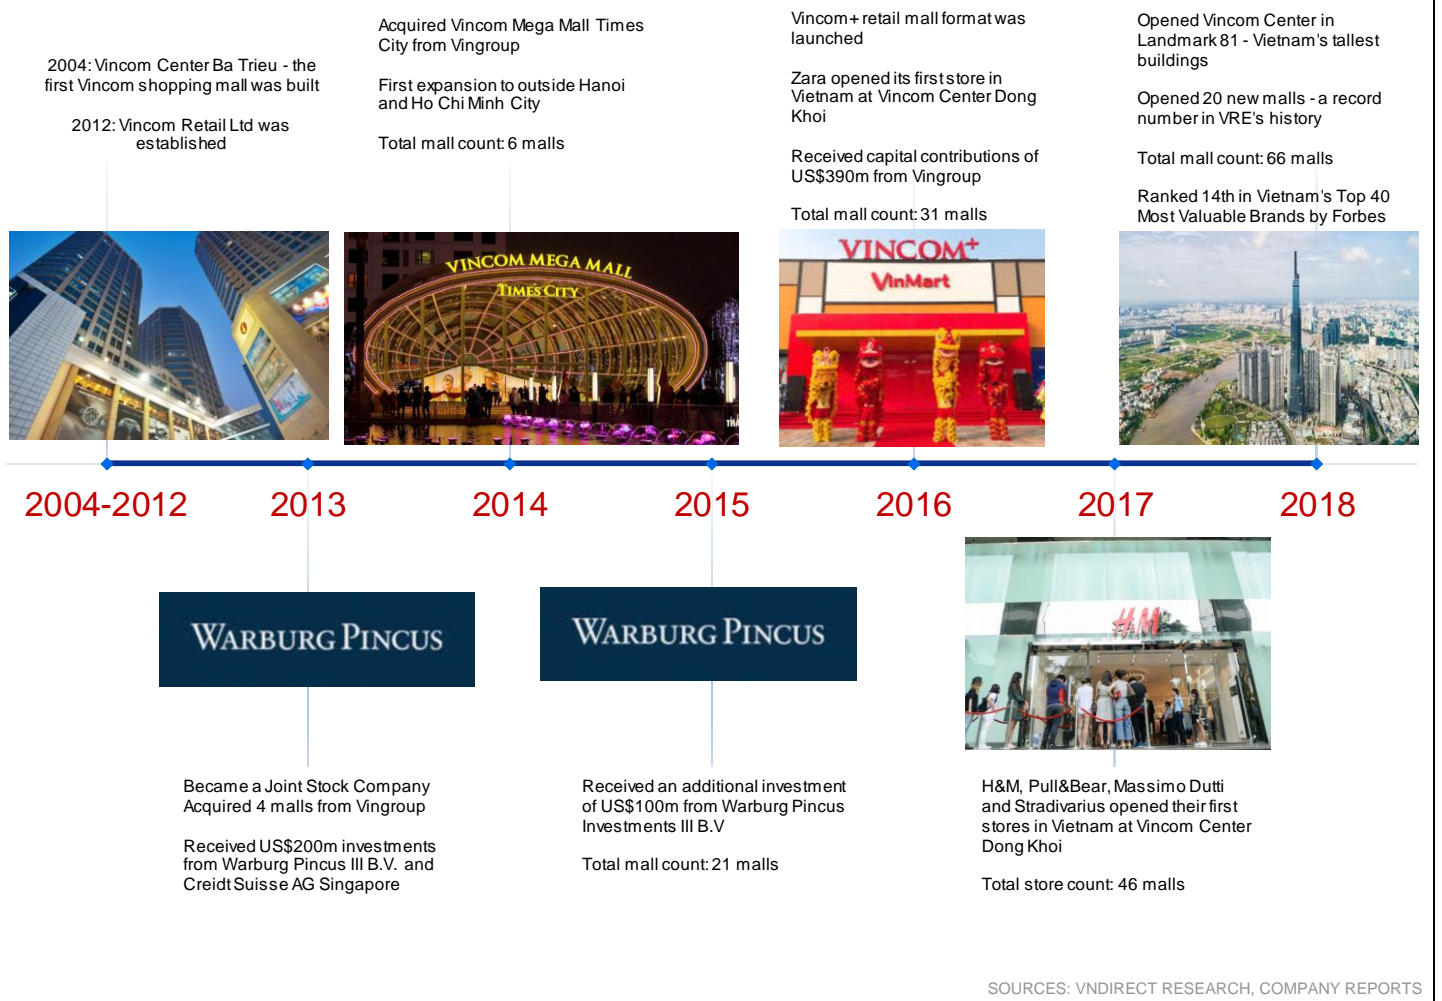 2004: Vincom Center Ba Trieu - the
first Vincom shopping mall was built
2012: Vincom Retail Ltd was
established
Acquired Vincom Mega Mall Times
City from Vingroup
First expansion to outside Hanoi
and Ho Chi Minh City
Total mall count: 6 malls
Vincom+ retail mall format was
launched
Zara opened its first store in
Vietnam at Vincom Center Dong
Khoi
Received capital contributions of
US$390m from Vingroup
Total mall count: 31 malls
Opened Vincom Center in
Landmark 81 - Vietnam's tallest
buildings
Opened 20 new malls - a record
number in VRE's history
Total mall count: 66 malls
Ranked 14th in Vietnam's Top 40
Most Valuable Brands by Forbes
VINCOM MEGA MALL
TIMES CITY
VINCOM+
VinMart
2004-2012
2013
2014
2015
2016
2017
2018
WARBURG PINCUS
WARBURG PINCUS
H&M
Became a Joint Stock Company
Acquired 4 malls from Vingroup
Received US$200m investments
from Warburg Pincus III B.V. and
Creidt Suisse AG Singapore
Received an additional investment
of US$100m from Warburg Pincus
Investments III B.V
Total mall count: 21 malls
H&M, Pull&Bear, Massimo Dutti
and Stradivarius opened their first
stores in Vietnam at Vincom Center
Dong Khoi
Total store count: 46 malls
SOURCES: VNDIRECT RESEARCH, COMPANY REPORTS